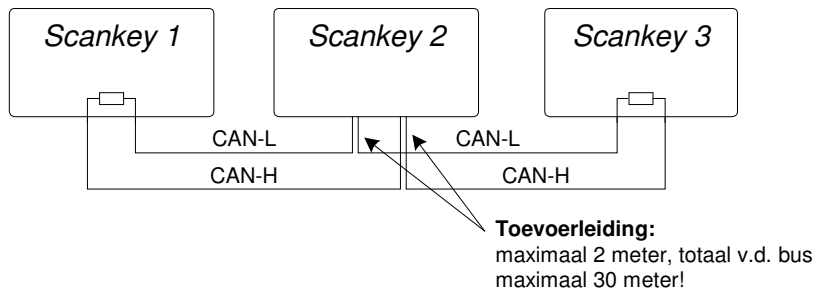 Scankey 1
Scankey 2
Scankey 3
CAN-L
CAN-L
CAN-H
CAN-H
Toevoerleiding:
maximaal 2 meter, totaal v.d. bus
maximaal 30 meter!